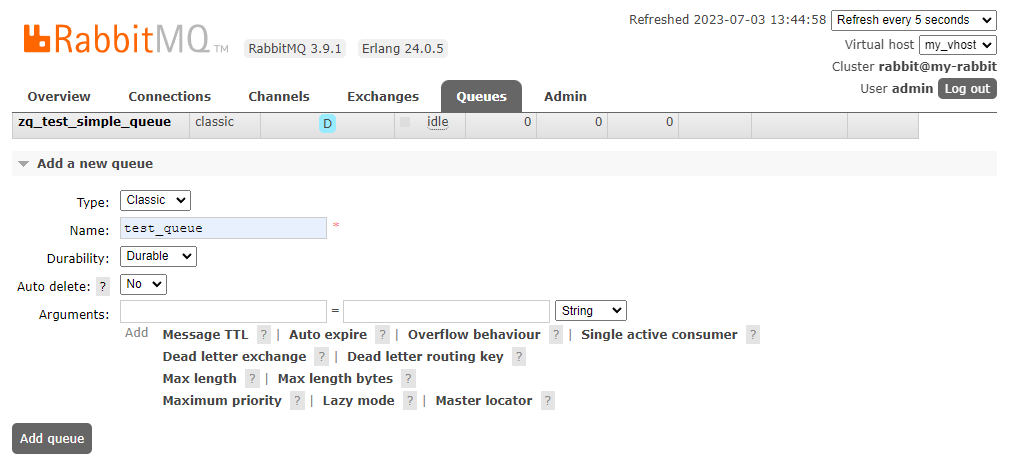 Refreshed 2023-07-03 13:44:58 Refresh every 5 seconds
RabbitMQ TM RabbitMQ 3.9.1 Erlang 24.0.5
Virtual host my_vhost
Cluster rabbit@my-rabbit
User admin Log out
Overview Connections Channels Exchanges Queues Admin
zq_test_simple_queue classic D idle 0 0 0
Add a new queue
Type: Classic
Name: test_queue *
Durability: Durable
Auto delete: ? No
Arguments: = String
Add Message TTL ? | Auto expire ? | Overflow behaviour ? | Single active consumer ?
Dead letter exchange ? | Dead letter routing key ?
Max length ? | Max length bytes ?
Maximum priority ? | Lazy mode ? | Master locator ?
Add queue